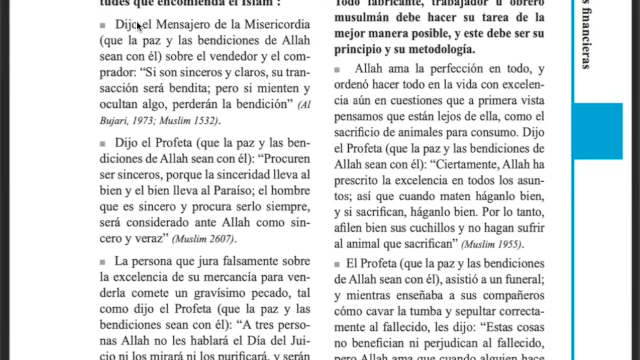 tudes que encomienda el Islam :
■ Dijo el Mensajero de la Misericordia
(que la paz y las bendiciones de Allah
sean con él) sobre el vendedor y el com-
prador: “Si son sinceros y claros, su tran-
sacción será bendita; pero si mienten y
ocultan algo, perderán la bendición” (Al
Bujari, 1973; Muslim 1532).
■ Dijo el Profeta (que la paz y las ben-
diciones de Allah sean con él): “Procuren
ser sinceros, porque la sinceridad lleva al
bien y el bien lleva al Paraíso; el hombre
que es sincero y procura serlo siempre,
será considerado ante Allah como sin-
cero y veraz” (Muslim 2607).
■ La persona que jura falsamente sobre
la excelencia de su mercancía para ven-
derla comete un gravísimo pecado, tal
como dijo el Profeta (que la paz y las
bendiciones sean con él): “A tres perso-
nas Allah no les hablará el Día del Jui-
cio ni los mirará ni los purificará, y serán
Todo fabricante, trabajador u obrero
musulmán debe hacer su tarea de la
mejor manera posible, y este debe ser su
principio y su metodología.
■ Allah ama la perfección en todo, y
ordenó hacer todo en la vida con excelen-
cia aún en cuestiones que a primera vista
pensamos que están lejos de ella, como el
sacrificio de animales para consumo. Dijo
el Profeta (que la paz y las bendiciones de
Allah sean con él): “Ciertamente, Allah ha
prescrito la excelencia en todos los asun-
tos; así que cuando maten háganlo bien,
y si sacrifican, háganlo bien. Por lo tanto,
afilen bien sus cuchillos y no hagan sufrir
al animal que sacrifican” (Muslim 1955).
■ El Profeta (que la paz y las bendiciones
sean con él), asistió a un funeral;
y mientras enseñaba a sus compañeros
cómo cavar la tumba y sepultar correcta-
mente al fallecido, les dijo: “Estas cosas
no benefician ni perjudican al fallecido,
pero Allah ama que cuando alguien hace
s financieras